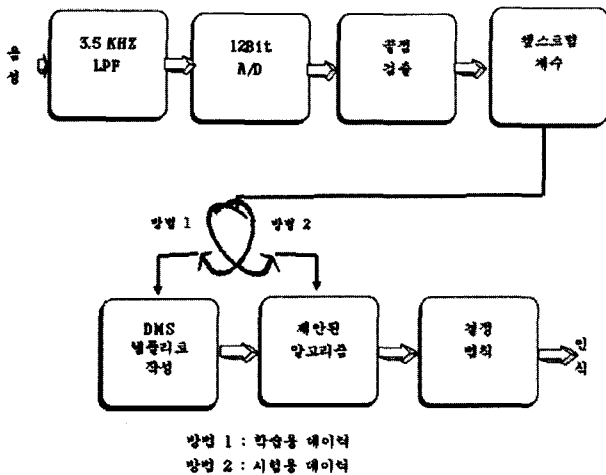 음성
3.5 KHZ
LPF
12Bit
A/D
끝점
검출
켑스트럼
계수
방법 1
방법 2
DMS
템플리트
작성
제안된
알고리즘
결정
법칙
인식
방법 1 : 학습용 데이터
방법 2 : 시험용 데이터